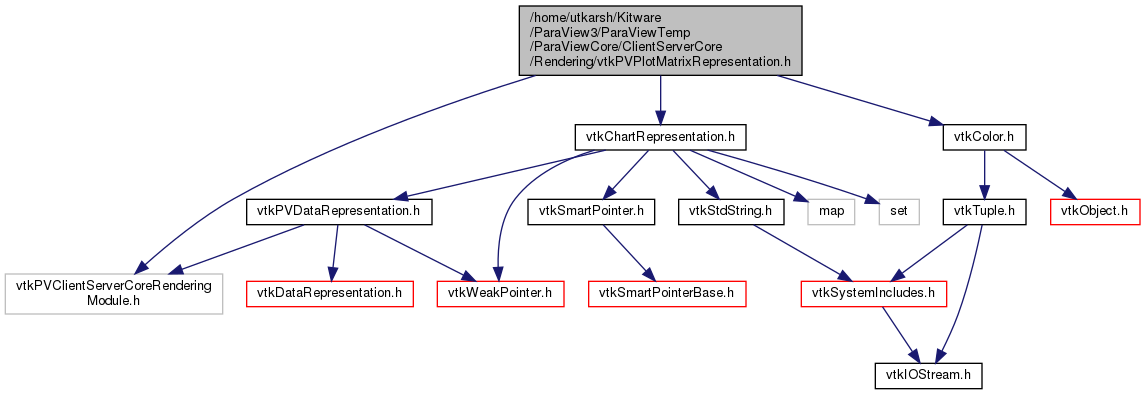 /home/utkarsh/Kitware
/ParaView3/ParaViewTemp
/ParaViewCore/ClientServerCore
/Rendering/vtkPVPlotMatrixRepresentation.h
vtkChartRepresentation.h
vtkColor.h
vtkPVDataRepresentation.h
vtkSmartPointer.h
vtkStdString.h
map
set
vtkTuple.h
vtkObject.h
vtkPVClientServerCoreRendering
Module.h
vtkDataRepresentation.h
vtkWeakPointer.h
vtkSmartPointerBase.h
vtkSystemIncludes.h
vtkIOStream.h